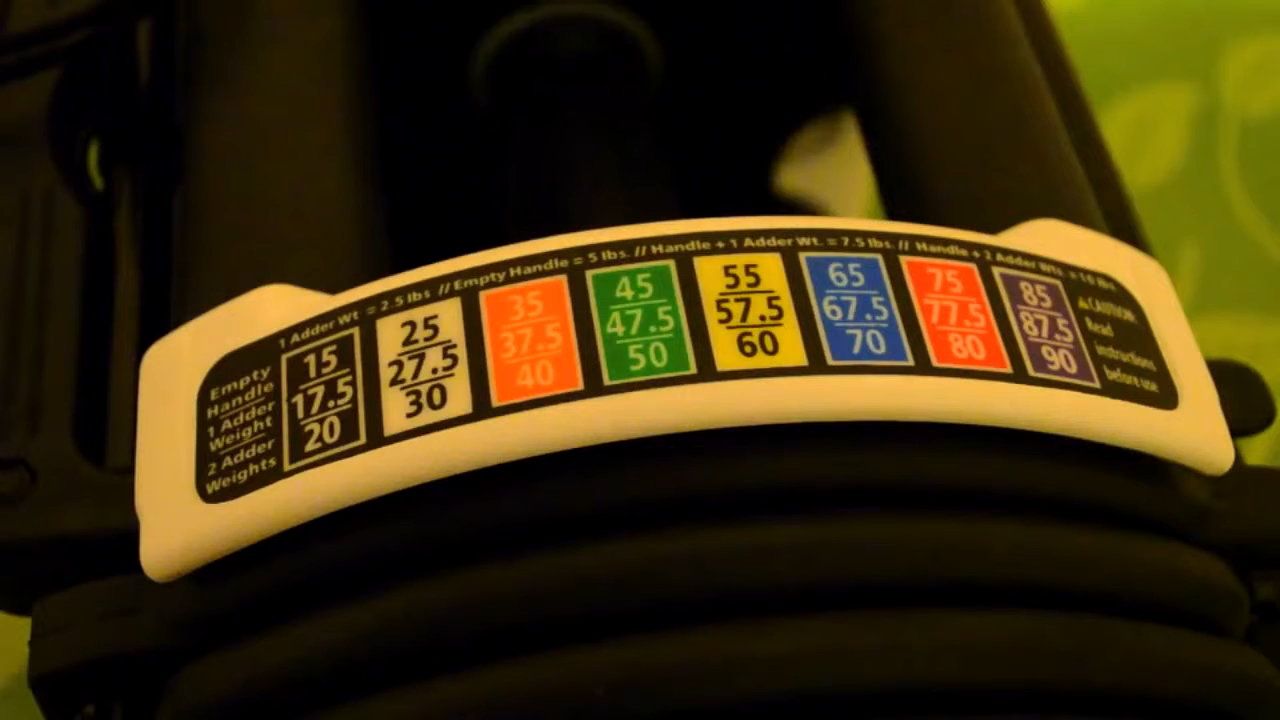 1 Adder Wt = 2.5 lbs // Empty Handle = 5 lbs. // Handle + 1 Adder Wt. = 7.5 lbs. // Handle + 2 Adder Wts. = 10 lbs.
Empty
Handle
1 Adder
Weight
2 Adder
Weights
15
17.5
20
25
27.5
30
35
37.5
40
45
47.5
50
55
57.5
60
65
67.5
70
75
77.5
80
85
87.5
90
⚠CAUTION:
Read
instructions
before use